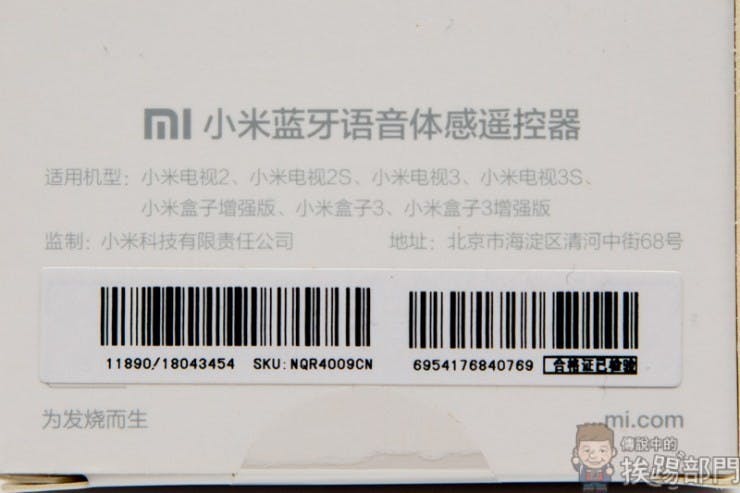 mi 小米蓝牙语音体感遥控器
适用机型：小米电视2、小米电视2S、小米电视3、小米电视3S、
小米盒子增强版、小米盒子3、小米盒子3增强版
监制：小米科技有限责任公司 地址：北京市海淀区清河中街68号
11890/18043454 SKU:NQR4009CN 6954176840769 合格证已检验
为发烧而生 mi.com
傳說中的
挨踢部門